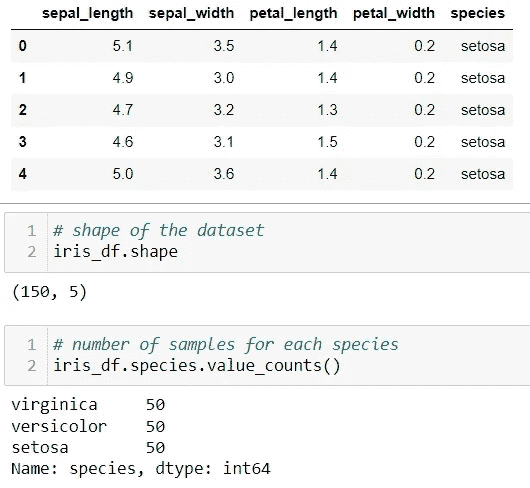 sepal_length sepal_width petal_length petal_width species
0 5.1 3.5 1.4 0.2 setosa
1 4.9 3.0 1.4 0.2 setosa
2 4.7 3.2 1.3 0.2 setosa
3 4.6 3.1 1.5 0.2 setosa
4 5.0 3.6 1.4 0.2 setosa
1 # shape of the dataset
2 iris_df.shape
(150, 5)
1 # number of samples for each species
2 iris_df.species.value_counts()
virginica 50
versicolor 50
setosa 50
Name: species, dtype: int64